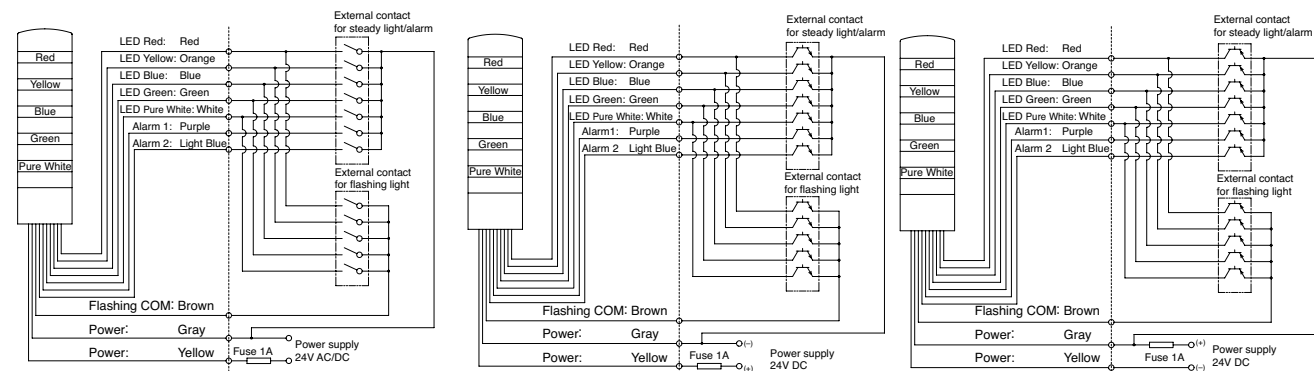 External contact
for steady light/alarm
LED Red: Red
LED Yellow: Orange
LED Blue: Blue
LED Green: Green
LED Pure White: White
Alarm 1: Purple
Alarm 2: Light Blue
Red
Yellow
Blue
Green
Pure White
External contact
for flashing light
Flashing COM: Brown
Power: Gray
Power: Yellow
Fuse 1A
Power supply
24V AC/DC
External contact
for steady light/alarm
LED Red: Red
LED Yellow: Orange
LED Blue: Blue
LED Green: Green
LED Pure White: White
Alarm1: Purple
Alarm 2 Light Blue
Red
Yellow
Blue
Green
Pure White
External contact
for flashing light
Flashing COM: Brown
Power: Gray
Power: Yellow
Fuse 1A
(−)
(+)
Power supply
24V DC
External contact
for steady light/alarm
LED Red: Red
LED Yellow: Orange
LED Blue: Blue
LED Green: Green
LED Pure White: White
Alarm1: Purple
Alarm 2 Light Blue
Red
Yellow
Blue
Green
Pure White
External contact
for flashing light
Flashing COM: Brown
Power: Gray
Power: Yellow
Fuse 1A
(+)
(−)
Power supply
24V DC